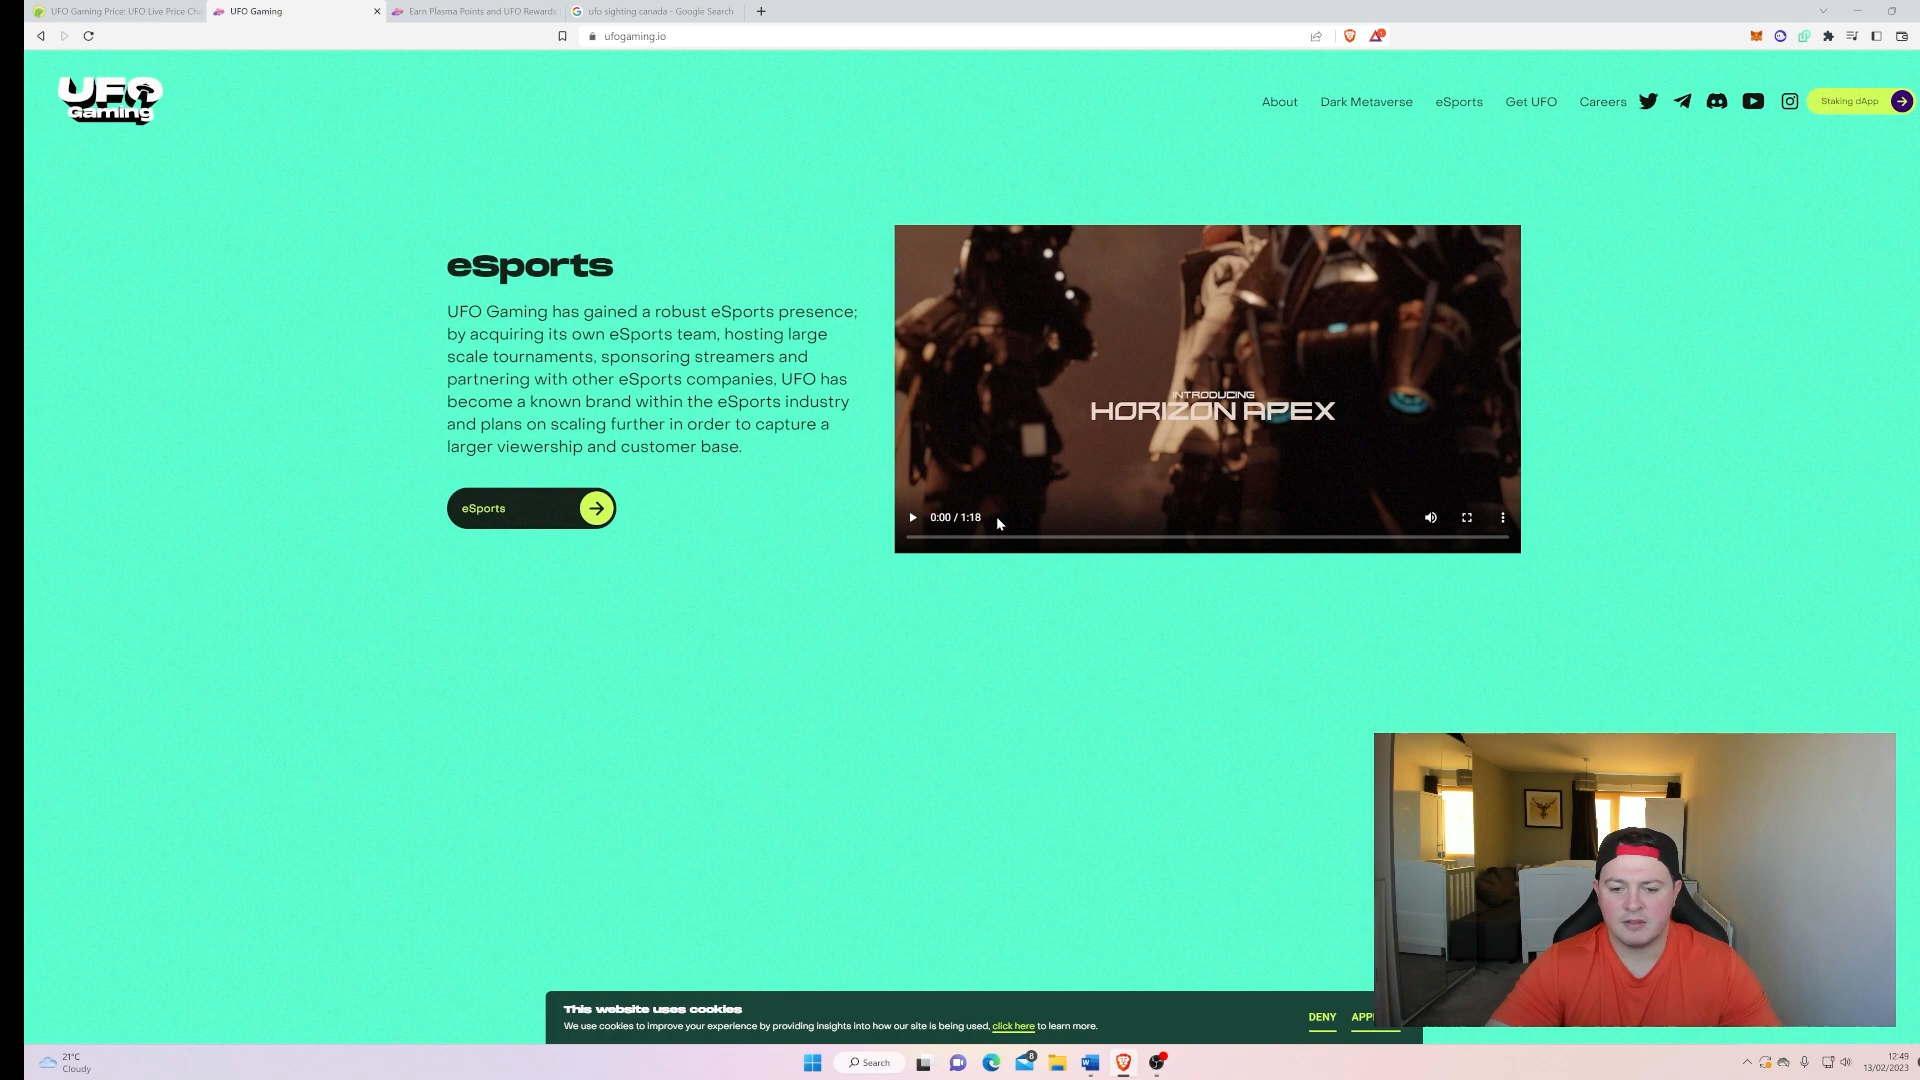 UFO Gaming Price: UFO Live Price Ch
UFO Gaming
Earn Plasma Points and UFO Rewards
ufo sighting canada - Google Search
ufogaming.io
UFO
Gaming
About
Dark Metaverse
eSports
Get UFO
Careers
Staking dApp
eSports
UFO Gaming has gained a robust eSports presence;
by acquiring its own eSports team, hosting large
scale tournaments, sponsoring streamers and
partnering with other eSports companies, UFO has
become a known brand within the eSports industry
and plans on scaling further in order to capture a
larger viewership and customer base.
eSports
INTRODUCING
HORIZON APEX
0:00 / 1:18
This website uses cookies
We use cookies to improve your experience by providing insights into how our site is being used, click here to learn more.
DENY
APP
21°C
Cloudy
Search
8
12:49
13/02/2023